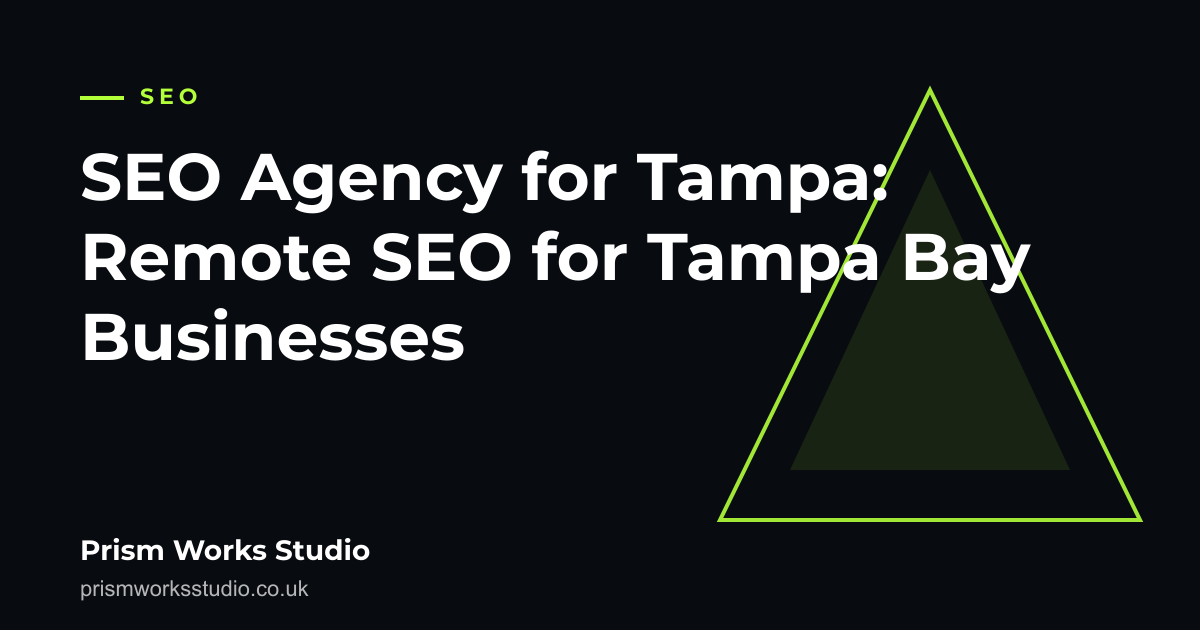 SEO
SEO Agency for Tampa:
Remote SEO for Tampa Bay
Businesses
Prism Works Studio
prismworksstudio.co.uk